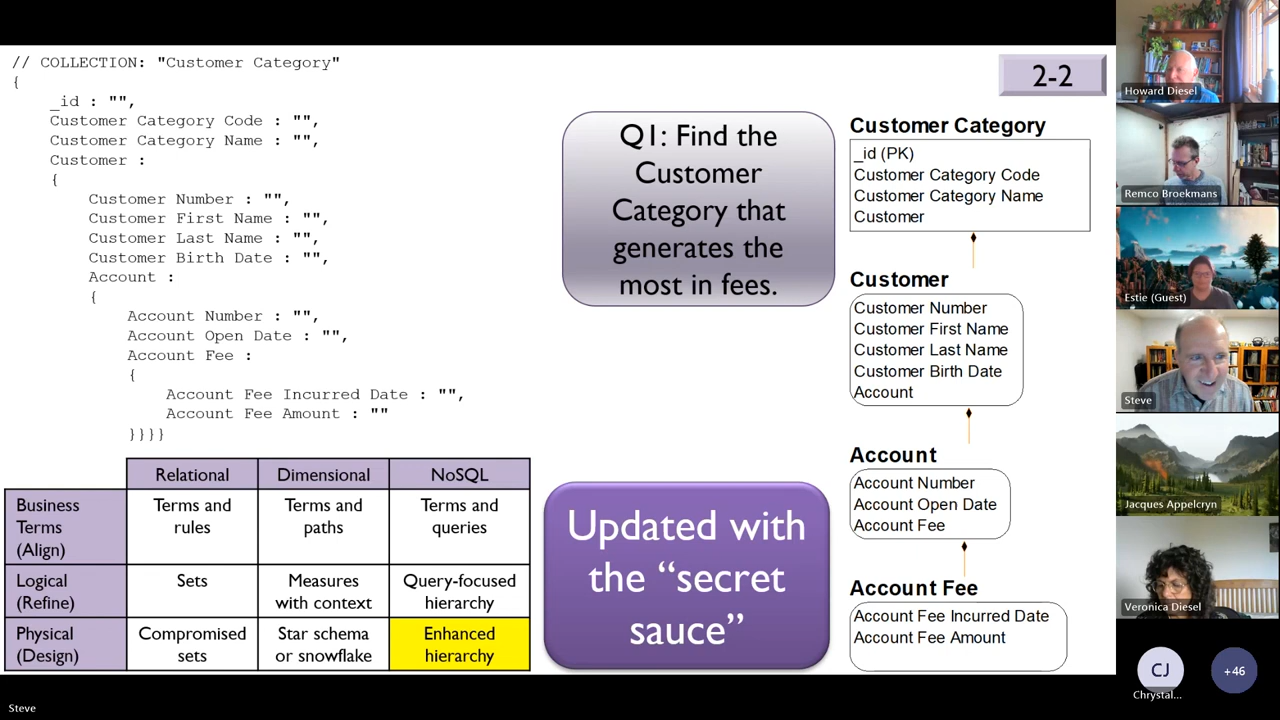 // COLLECTION: "Customer Category"
{
_id : "",
Customer Category Code : "",
Customer Category Name : "",
Customer :
{
Customer Number : "",
Customer First Name : "",
Customer Last Name : "",
Customer Birth Date : "",
Account :
{
Account Number : "",
Account Open Date : "",
Account Fee :
{
Account Fee Incurred Date : "",
Account Fee Amount : ""
}}}}
Relational Dimensional NoSQL
Business
Terms
(Align)
Terms and
rules
Terms and
paths
Terms and
queries
Logical
(Refine)
Sets
Measures
with context
Query-focused
hierarchy
Physical
(Design)
Compromised
sets
Star schema
or snowflake
Enhanced
hierarchy
Q1: Find the
Customer
Category that
generates the
most in fees.
Updated with
the “secret
sauce”
2-2
Customer Category
_id (PK)
Customer Category Code
Customer Category Name
Customer
Customer
Customer Number
Customer First Name
Customer Last Name
Customer Birth Date
Account
Account
Account Number
Account Open Date
Account Fee
Account Fee
Account Fee Incurred Date
Account Fee Amount
Howard Diesel
Remco Broekmans
Estie (Guest)
Steve
Jacques Appelcryn
Veronica Diesel
CJ
Chrystal...
+46
Steve